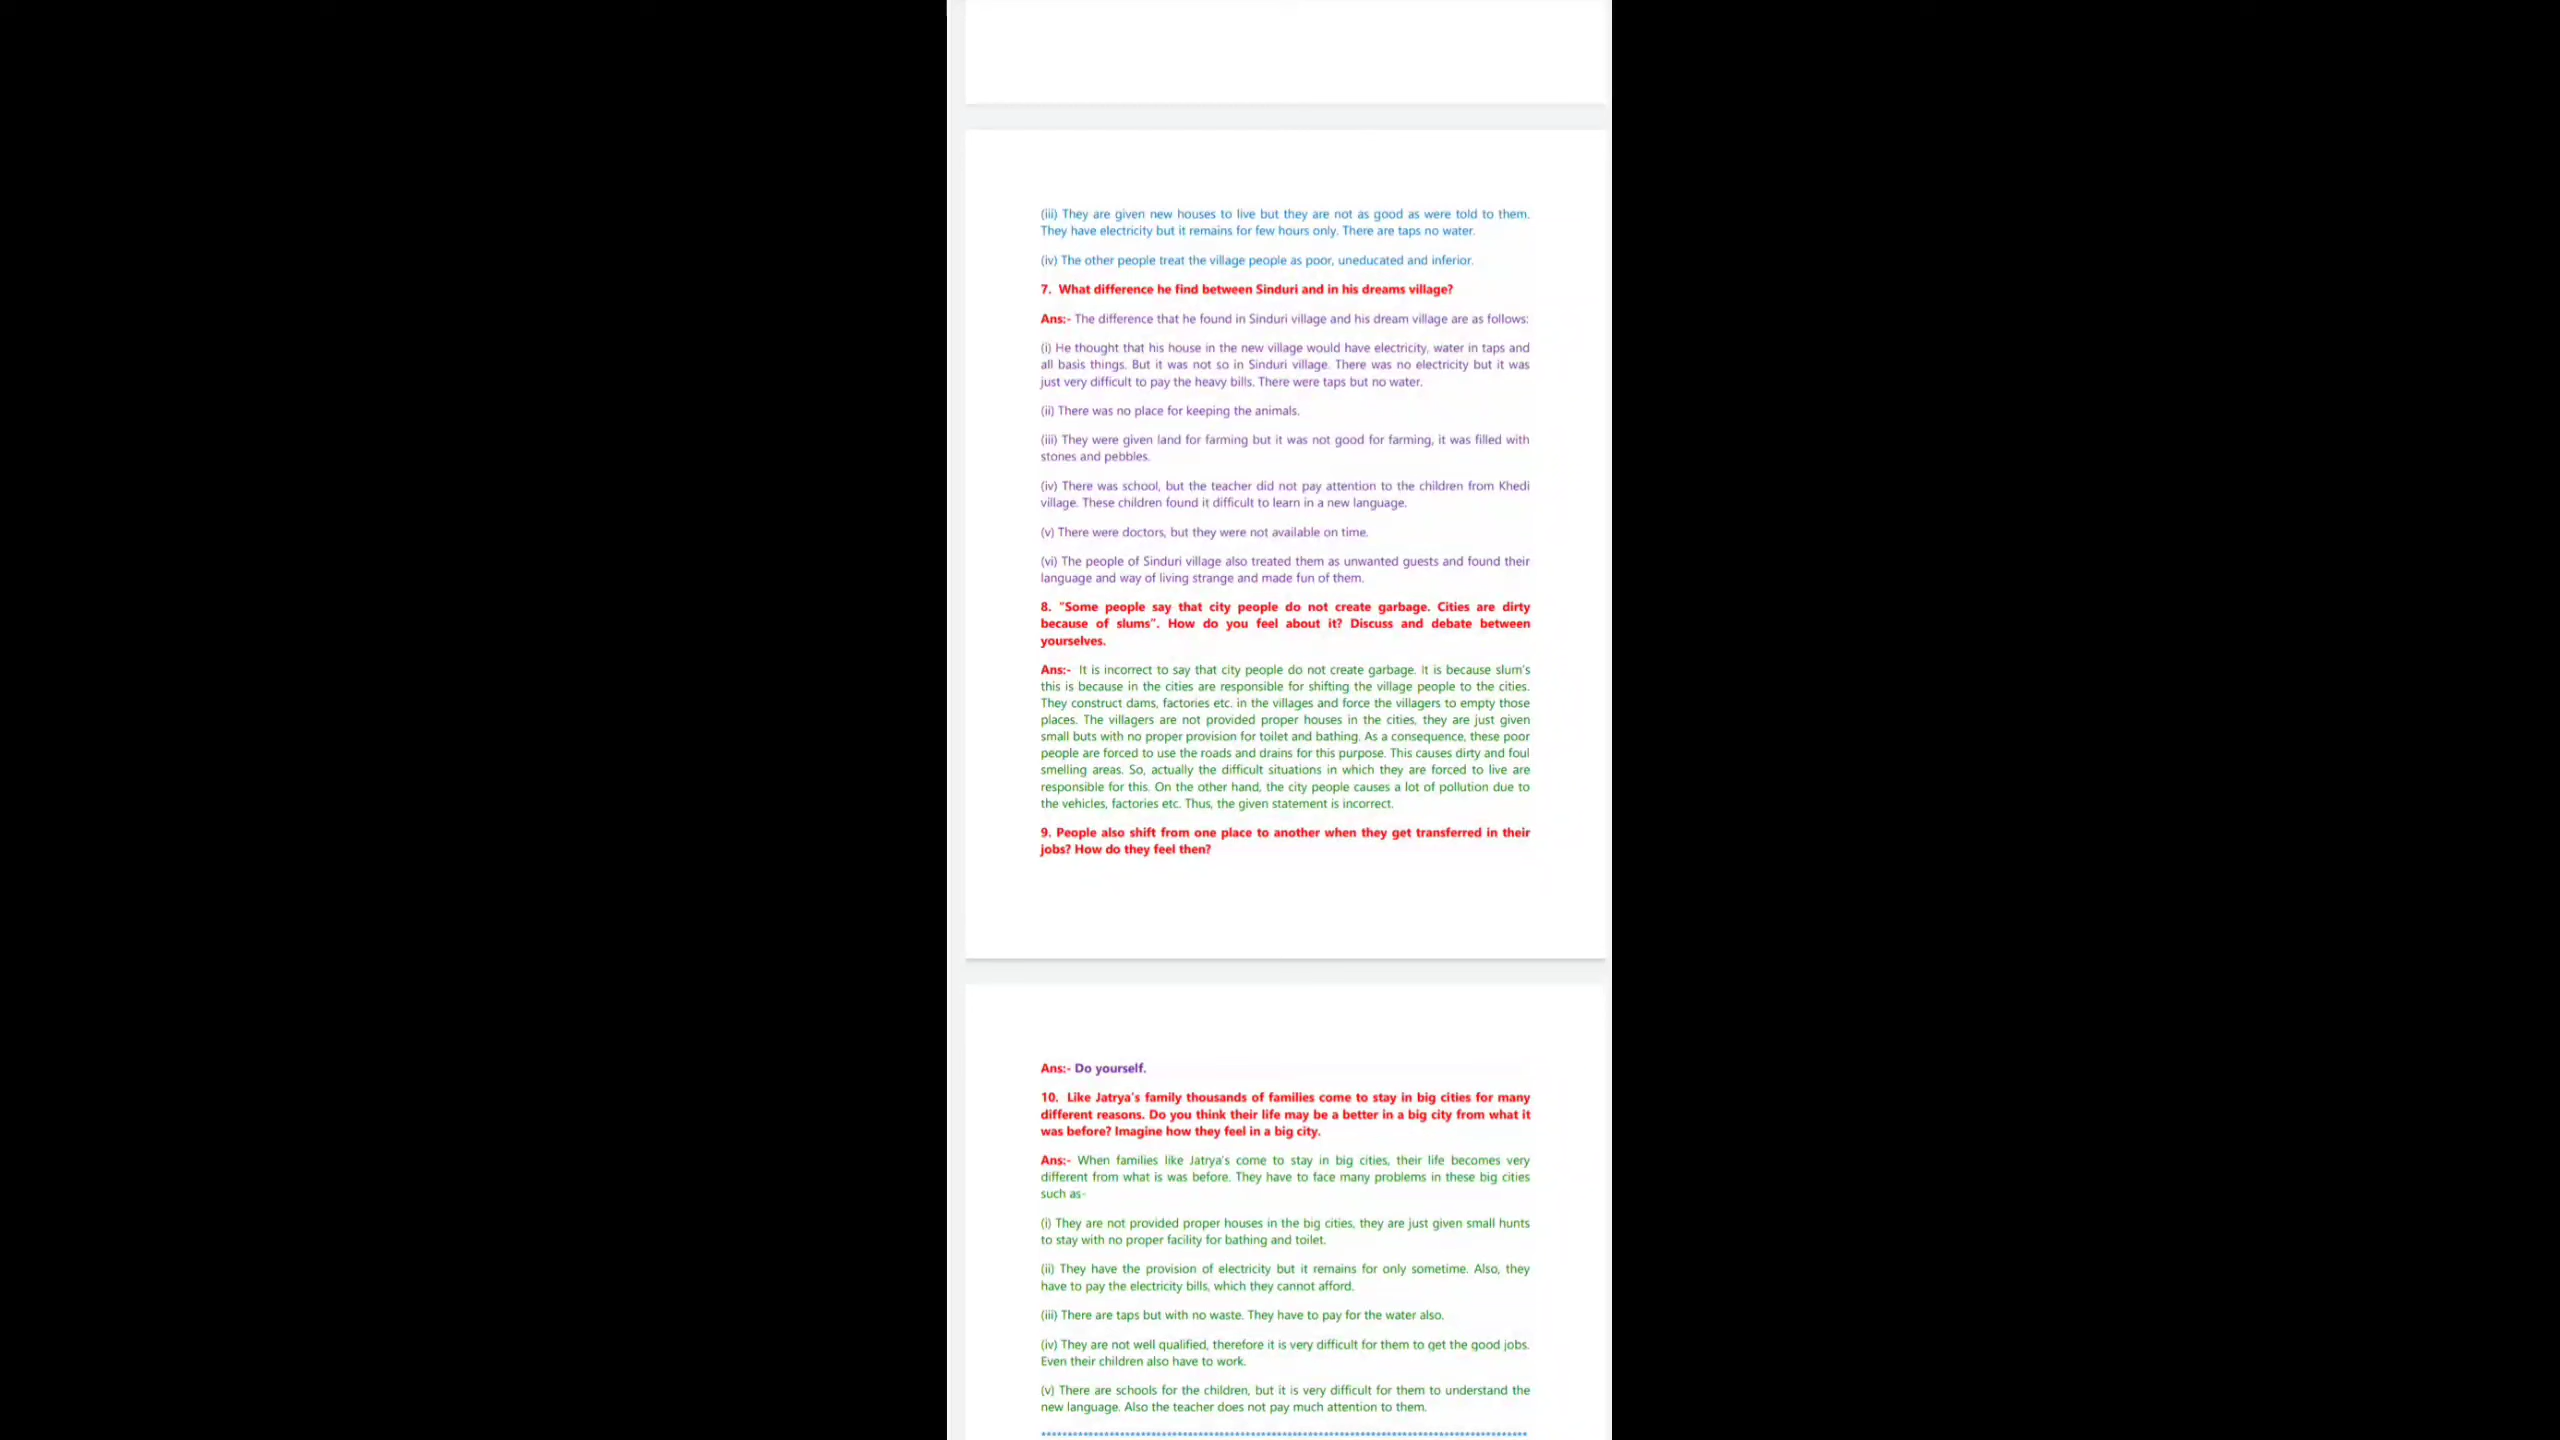 (iii) They are given new houses to live but they are not as good as were told to them.
They have electricity but it remains for few hours only. There are taps no water.
(iv) The other people treat the village people as poor, uneducated and inferior.
7. What difference he find between Sinduri and in his dreams village?
Ans:- The difference that he found in Sinduri village and his dream village are as follows:
(i) He thought that his house in the new village would have electricity, water in taps and
all basis things. But it was not so in Sinduri village. There was no electricity but it was
just very difficult to pay the heavy bills. There were taps but no water.
(ii) There was no place for keeping the animals.
(iii) They were given land for farming but it was not good for farming, it was filled with
stones and pebbles.
(iv) There was school, but the teacher did not pay attention to the children from Khedi
village. These children found it difficult to learn in a new language.
(v) There were doctors, but they were not available on time.
(vi) The people of Sinduri village also treated them as unwanted guests and found their
language and way of living strange and made fun of them.
8. "Some people say that city people do not create garbage. Cities are dirty
because of slums". How do you feel about it? Discuss and debate between
yourselves.
Ans:- It is incorrect to say that city people do not create garbage. It is because slum's
this is because in the cities are responsible for shifting the village people to the cities.
They construct dams, factories etc. in the villages and force the villagers to empty those
places. The villagers are not provided proper houses in the cities, they are just given
small buts with no proper provision for toilet and bathing. As a consequence, these poor
people are forced to use the roads and drains for this purpose. This causes dirty and foul
smelling areas. So, actually the difficult situations in which they are forced to live are
responsible for this. On the other hand, the city people causes a lot of pollution due to
the vehicles, factories etc. Thus, the given statement is incorrect.
9. People also shift from one place to another when they get transferred in their
jobs? How do they feel then?
Ans:- Do yourself.
10. Like Jatrya's family thousands of families come to stay in big cities for many
different reasons. Do you think their life may be a better in a big city from what it
was before? Imagine how they feel in a big city.
Ans:- When families like Jatrya's come to stay in big cities, their life becomes very
different from what is was before. They have to face many problems in these big cities
such as-
(i) They are not provided proper houses in the big cities, they are just given small hunts
to stay with no proper facility for bathing and toilet.
(ii) They have the provision of electricity but it remains for only sometime. Also, they
have to pay the electricity bills, which they cannot afford.
(iii) There are taps but with no waste. They have to pay for the water also.
(iv) They are not well qualified, therefore it is very difficult for them to get the good jobs.
Even their children also have to work.
(v) There are schools for the children, but it is very difficult for them to understand the
new language. Also the teacher does not pay much attention to them.